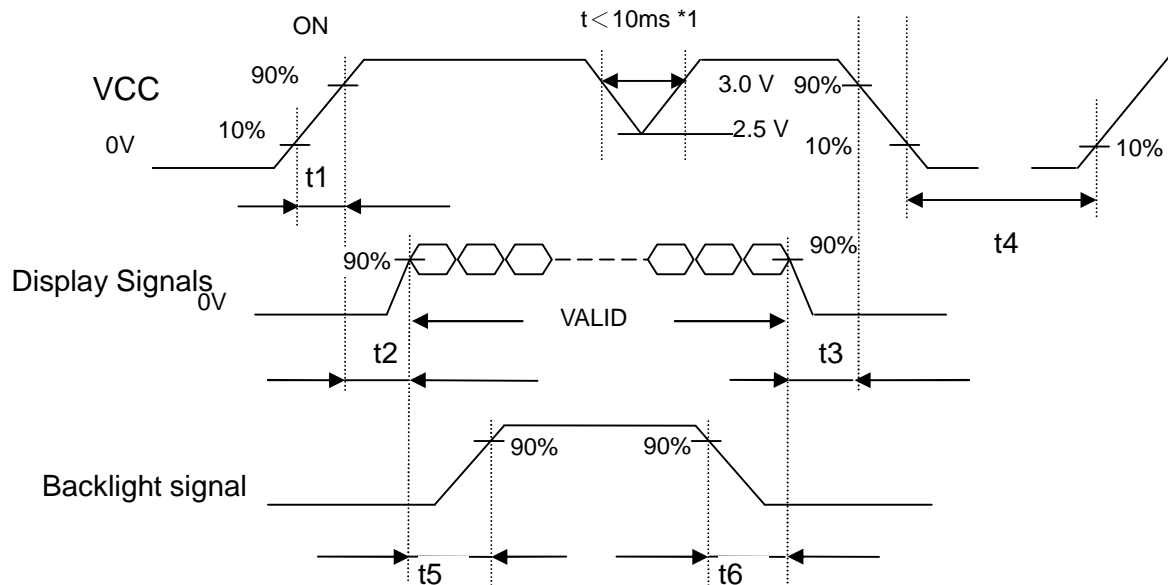 ON
t＜10ms *1
90%
3.0 V
90%
VCC
10%
2.5 V
0V
10%
10%
t1
t4
90%
90%
Display Signals
0V
VALID
t2
t3
90%
90%
Backlight signal
t5
t6